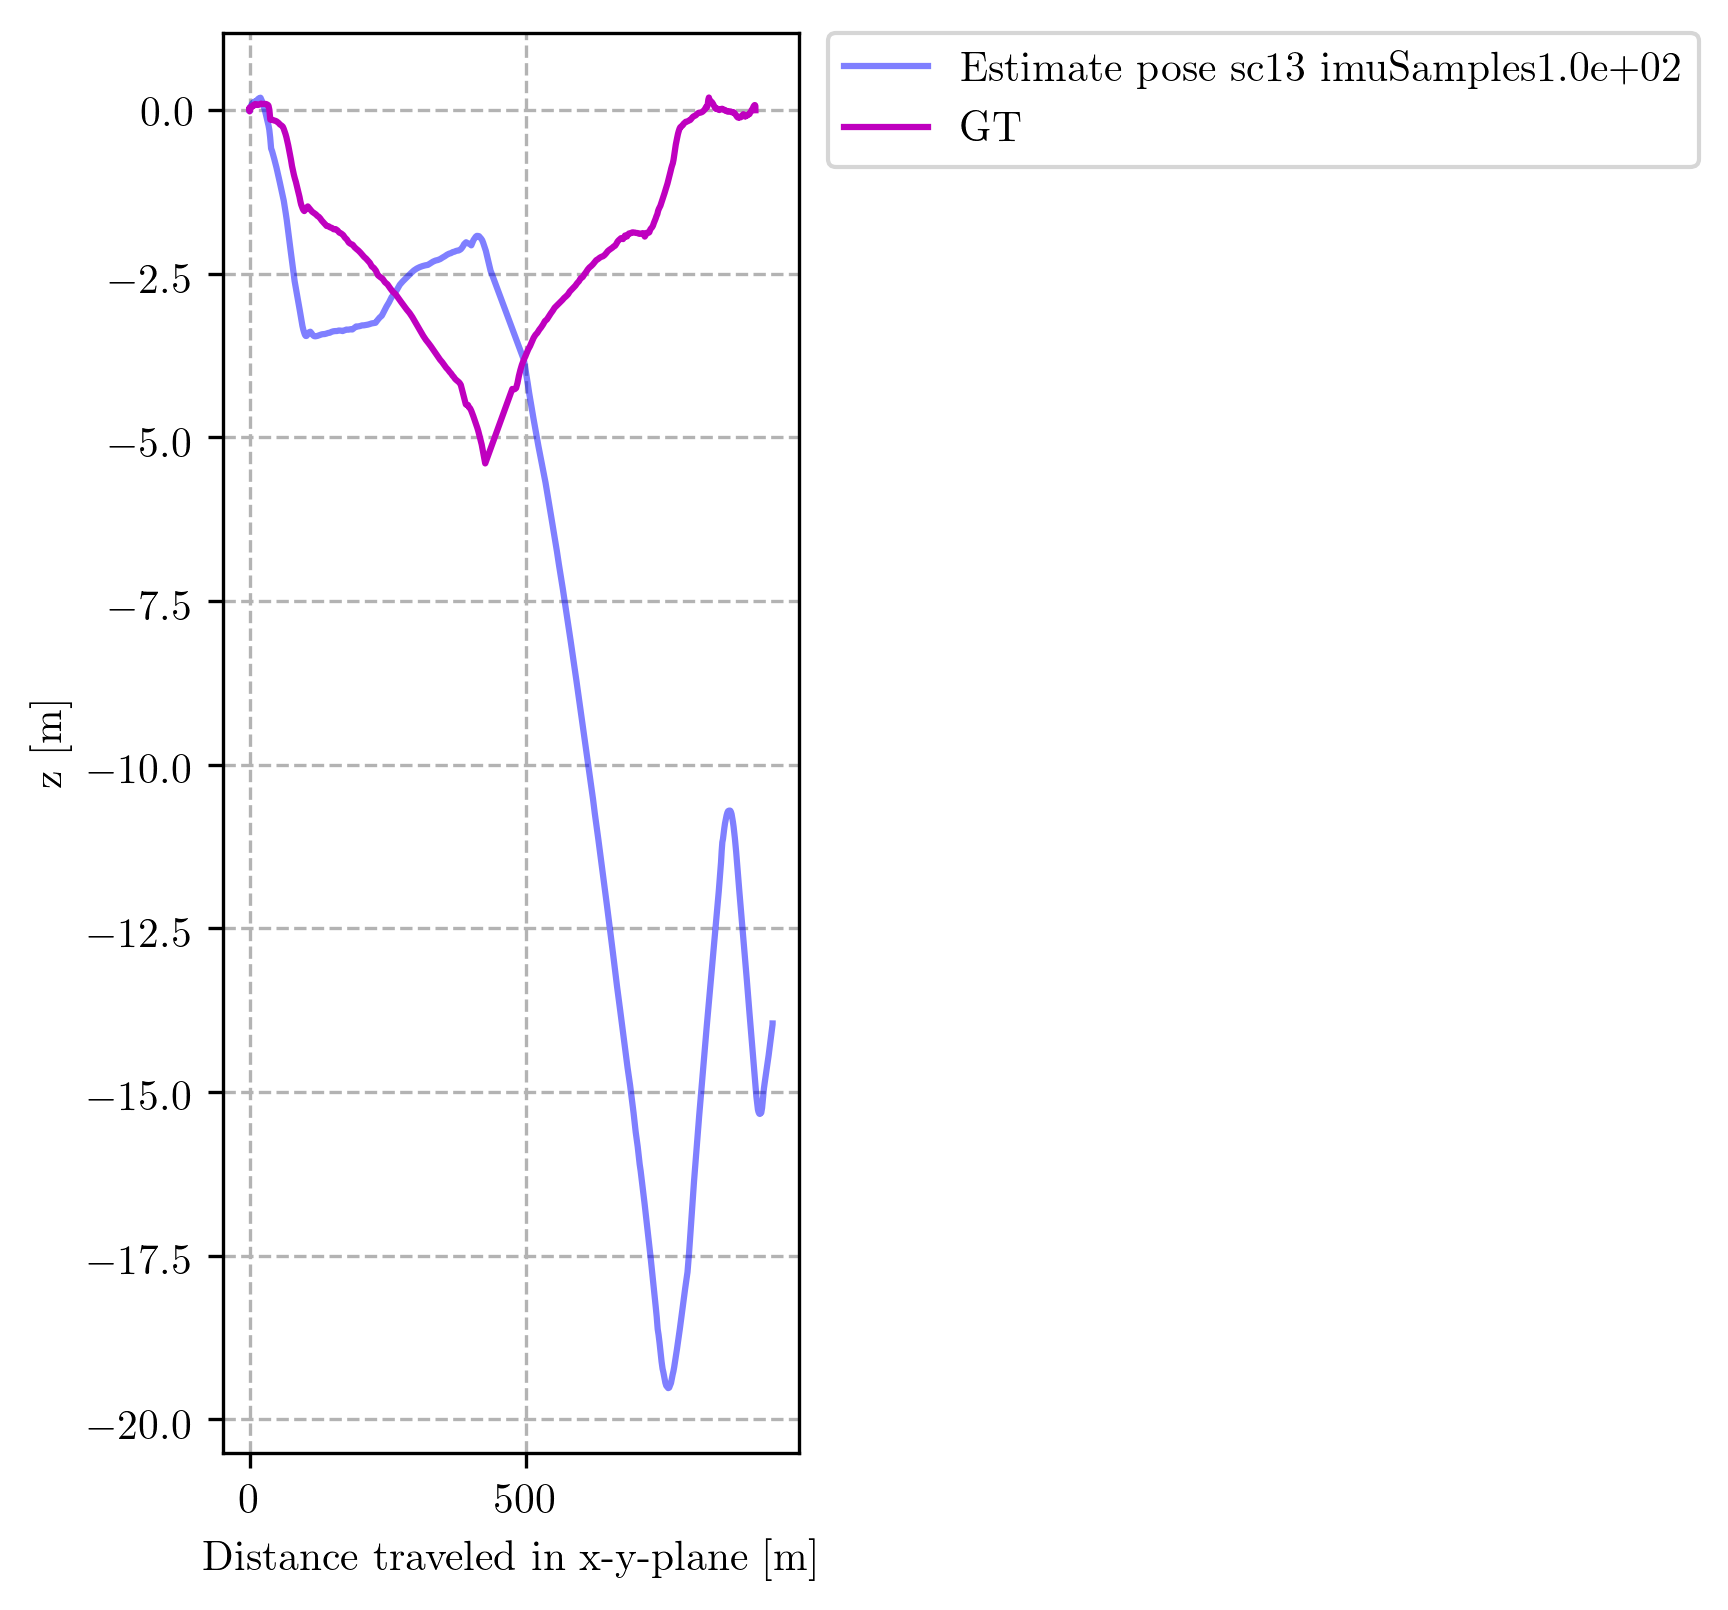 Estimate pose sc13 imuSamples1.0e+02
GT
0.0
−2.5
−5.0
−7.5
−10.0
−12.5
−15.0
−17.5
−20.0
z [m]
0 500
Distance traveled in x-y-plane [m]